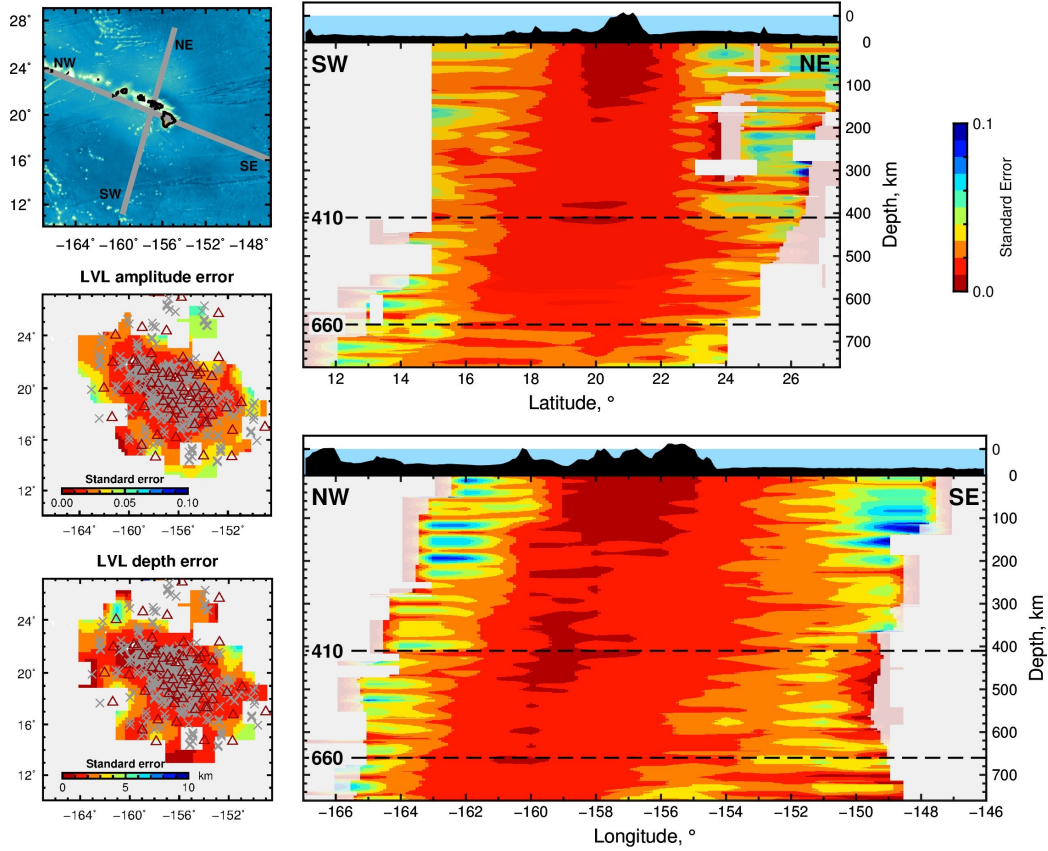 28°
24°
20°
16°
12°
NW
NE
SW
SE
−164° −160° −156° −152° −148°
LVL amplitude error
24°
20°
16°
12°
Standard error
0.00 0.05 0.10
−164° −160° −156° −152°
LVL depth error
24°
20°
16°
12°
Standard error
0 5 10 km
−164° −160° −156° −152°
SW NE
410
660
0
0
100
200
300
400
500
600
700
Depth, km
12 14 16 18 20 22 24 26
Latitude, °
0.1
0.0
Standard Error
NW SE
410
660
0
0
100
200
300
400
500
600
700
Depth, km
−166 −164 −162 −160 −158 −156 −154 −152 −150 −148 −146
Longitude, °